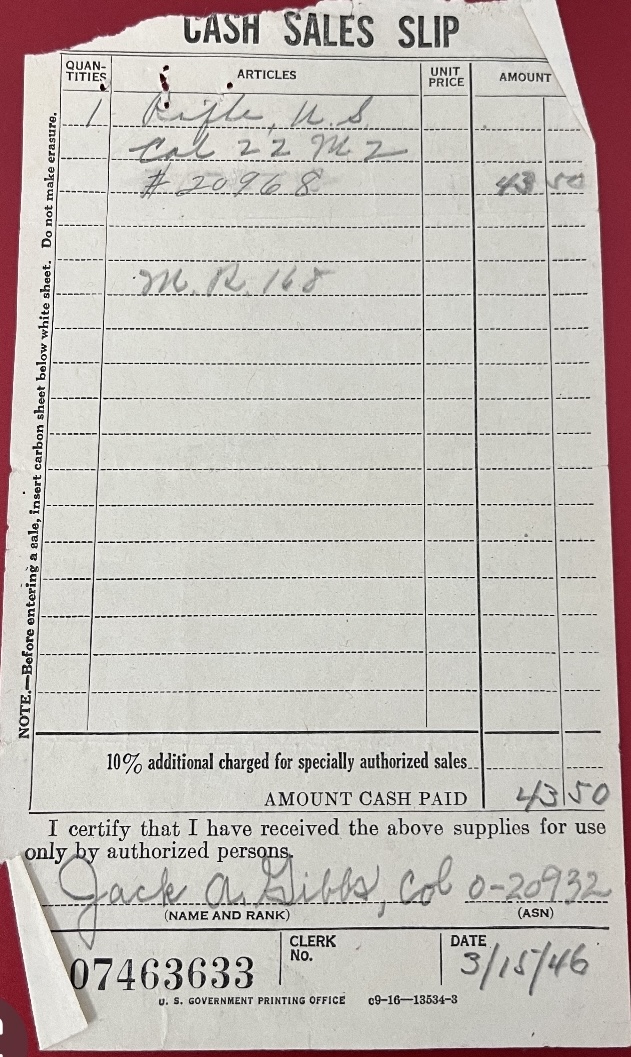 CASH SALES SLIP
QUAN-
TITIES
ARTICLES
UNIT
PRICE
AMOUNT
1 Rifle, U.S.
Cal 22 M2
# 20968 43 50
M.R. 168
NOTE.—Before entering a sale, insert carbon sheet below white sheet. Do not make erasure.
10% additional charged for specially authorized sales
AMOUNT CASH PAID 43 50
I certify that I have received the above supplies for use
only by authorized persons.
Jack A. Gibbs, Col 0-20932
(NAME AND RANK) (ASN)
07463633
CLERK
No.
DATE
3/15/46
U. S. GOVERNMENT PRINTING OFFICE c9-16—13534-3